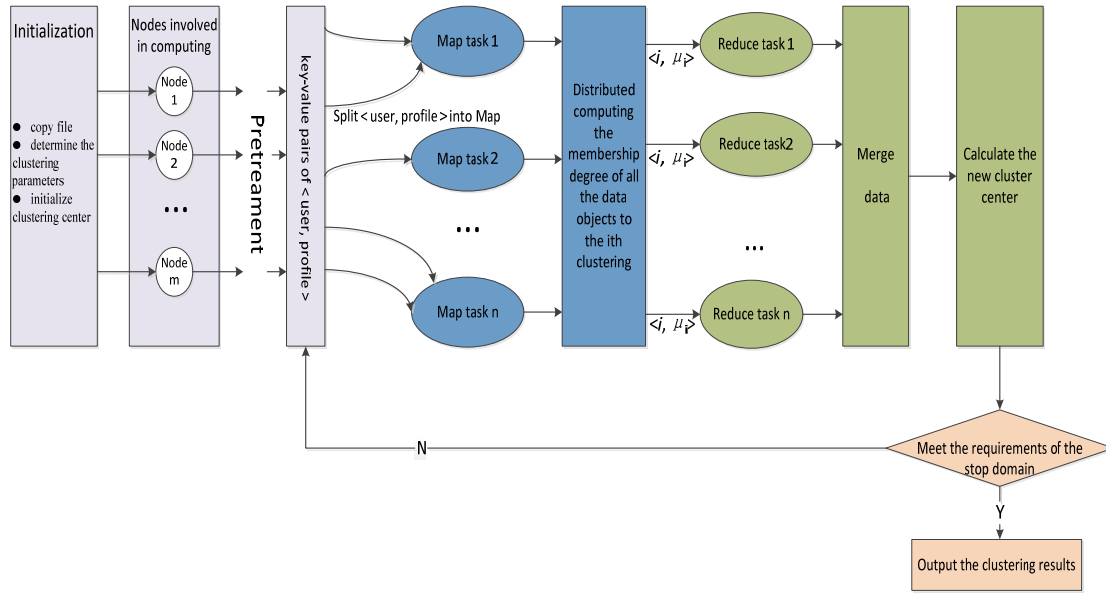 Initialization
● copy file
● determine the
clustering
parameters
● initialize
clustering center
Nodes involved
in computing
Node
1
Node
2
...
Node
m
Pretreament
key-value pairs of < user, profile >
Split < user, profile > into Map
Map task 1
Map task 2
...
Map task n
Distributed
computing
the
membership
degree of all
the data
objects to
the ith
clustering
<i, μi>
<i, μi>
<i, μi>
Reduce task 1
Reduce task2
...
Reduce task n
Merge
data
Calculate the
new cluster
center
Meet the requirements of the
stop domain
N
Y
Output the clustering results